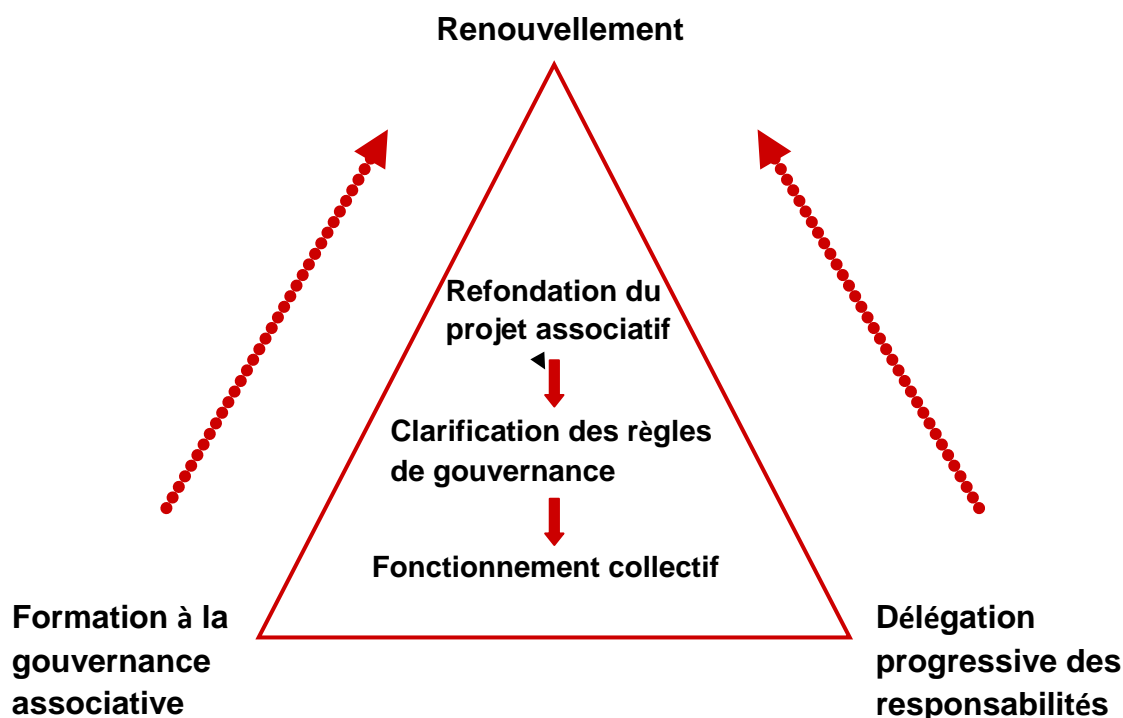 Renouvellement
Refondation du
projet associatif
Clarification des règles
de gouvernance
Fonctionnement collectif
Formation à la
gouvernance
associative
Délégation
progressive des
responsabilités